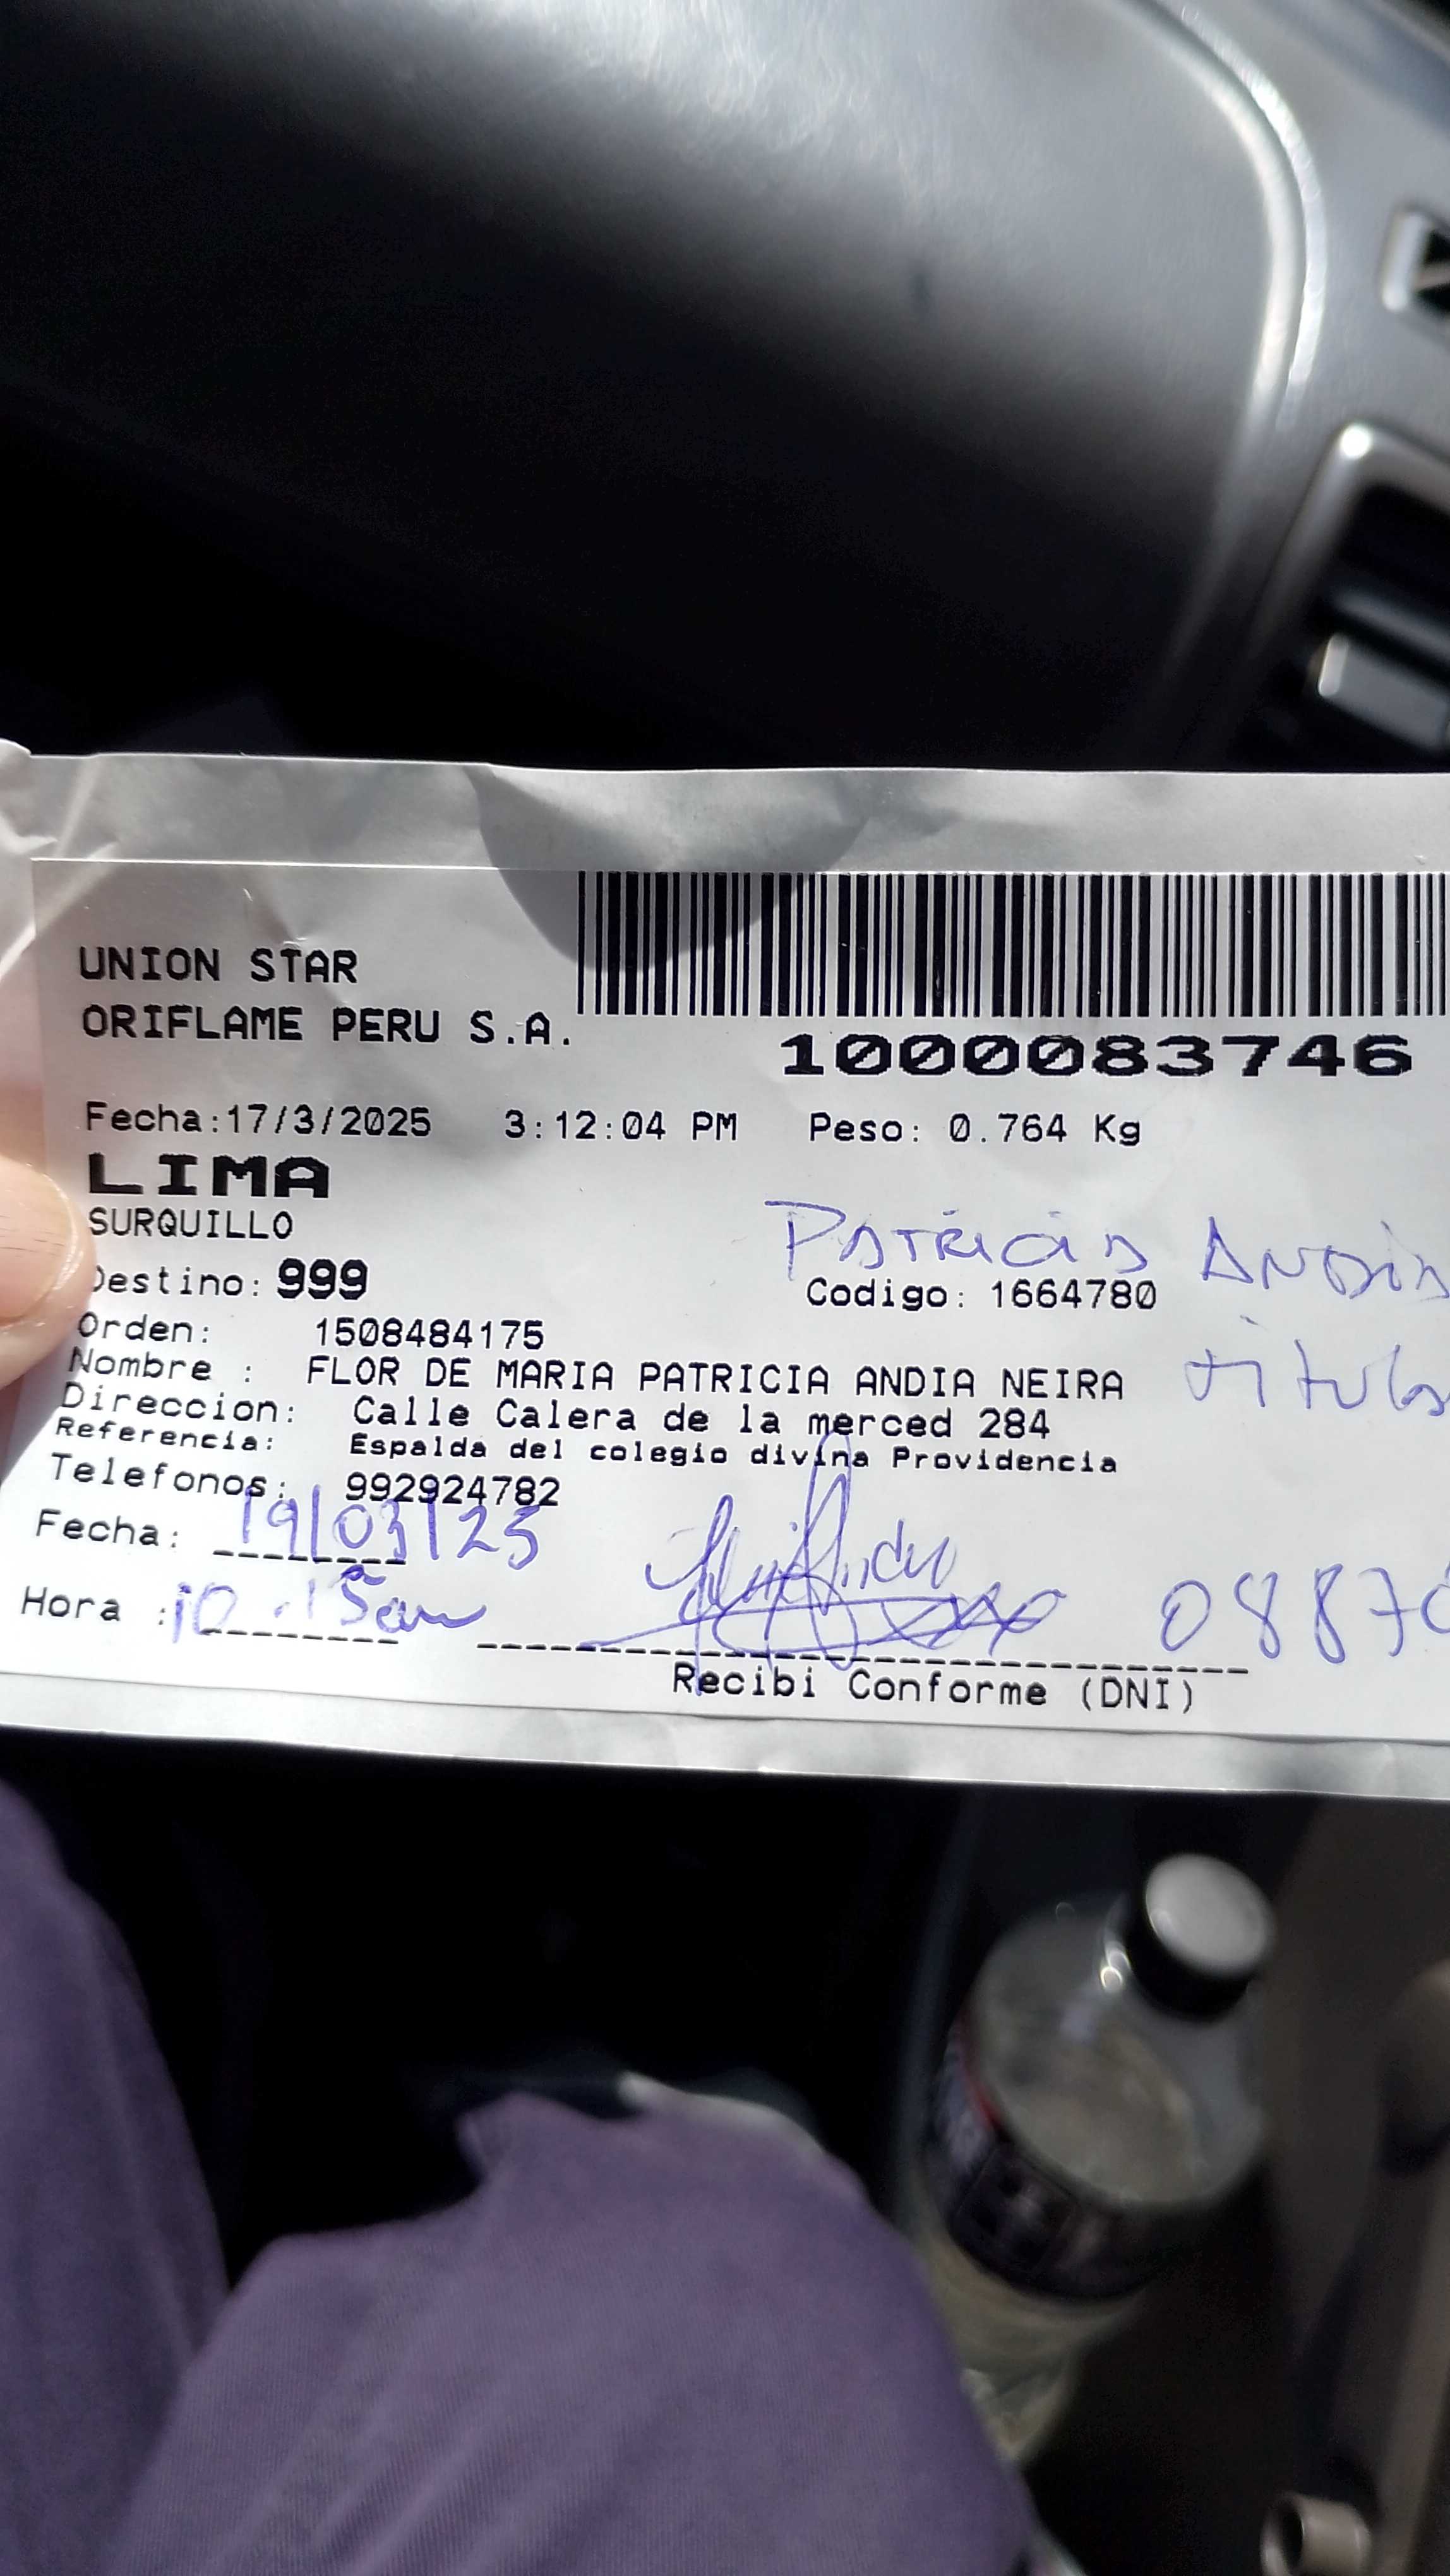 UNION STAR
ORIFLAME PERU S.A.
1000083746
Fecha:17/3/2025 3:12:04 PM Peso: 0.764 Kg
LIMA
SURQUILLO
PATRICIA ANDIA
Destino: 999 Codigo: 1664780
Orden: 1508484175
titular
Nombre : FLOR DE MARIA PATRICIA ANDIA NEIRA
Direccion: Calle Calera de la merced 284
Referencia: Espalda del colegio divina Providencia
Telefonos: 992924782
Fecha: 19/03/25
Hora : 10.15am
0887
Recibi Conforme (DNI)